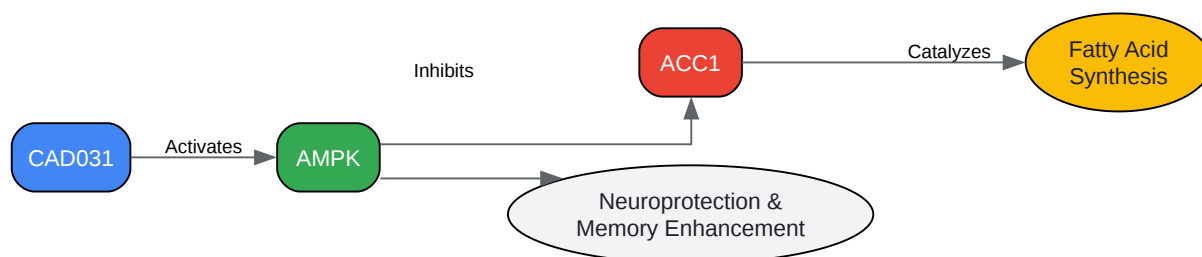 CAD031
Activates
AMPK
Inhibits
ACC1
Catalyzes
Fatty Acid
Synthesis
Neuroprotection &
Memory Enhancement